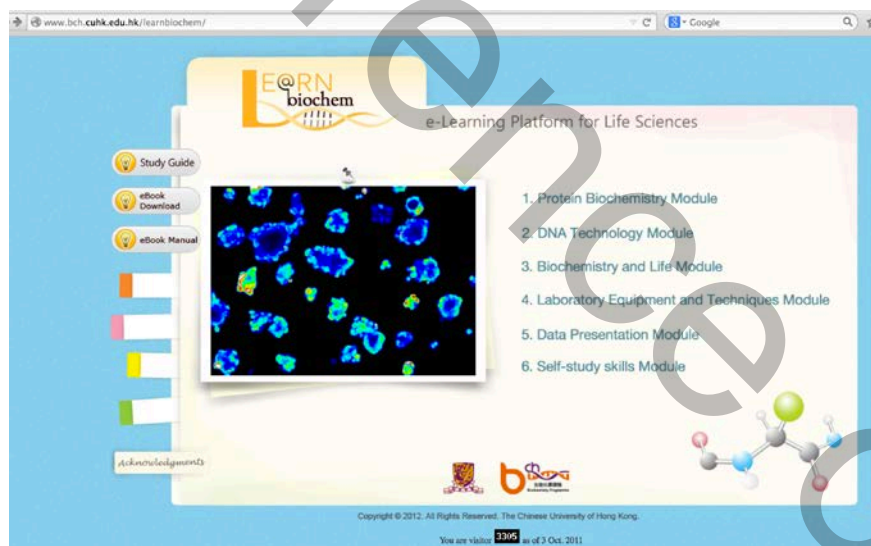 www.bch.cuhk.edu.hk/learnbiochem/
Google
LE@RN
biochem
e-Learning Platform for Life Sciences
Study Guide
eBook
Download
eBook Manual
1. Protein Biochemistry Module
2. DNA Technology Module
3. Biochemistry and Life Module
4. Laboratory Equipment and Techniques Module
5. Data Presentation Module
6. Self-study skills Module
Acknowledgments
Biochemistry Programme
Copyright © 2012. All Rights Reserved. The Chinese University of Hong Kong.
You are visitor 3305 as of 3 Oct. 2011